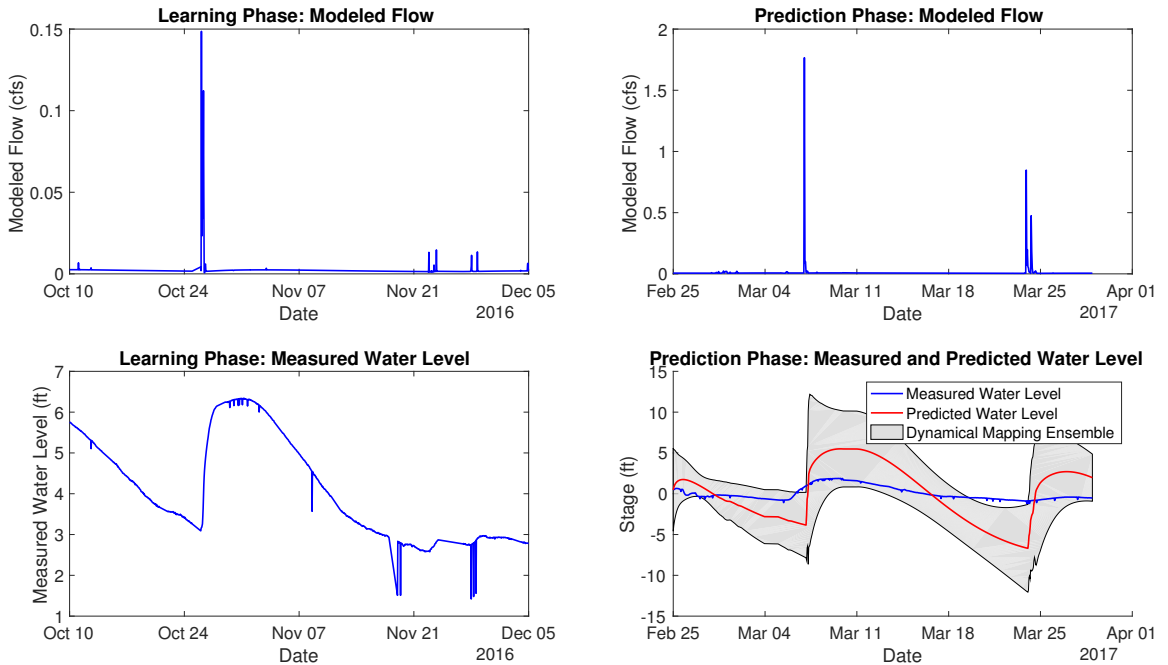 Learning Phase: Modeled Flow
Modeled Flow (cfs)
0.15
0.1
0.05
0
Oct 10
Oct 24
Nov 07
Nov 21
Dec 05
Date
2016
Prediction Phase: Modeled Flow
Modeled Flow (cfs)
2
1.5
1
0.5
0
Feb 25
Mar 04
Mar 11
Mar 18
Mar 25
Apr 01
Date
2017
Learning Phase: Measured Water Level
Measured Water Level (ft)
7
6
5
4
3
2
1
Oct 10
Oct 24
Nov 07
Nov 21
Dec 05
Date
2016
Prediction Phase: Measured and Predicted Water Level
Stage (ft)
15
10
5
0
-5
-10
-15
Measured Water Level
Predicted Water Level
Dynamical Mapping Ensemble
Feb 25
Mar 04
Mar 11
Mar 18
Mar 25
Apr 01
Date
2017